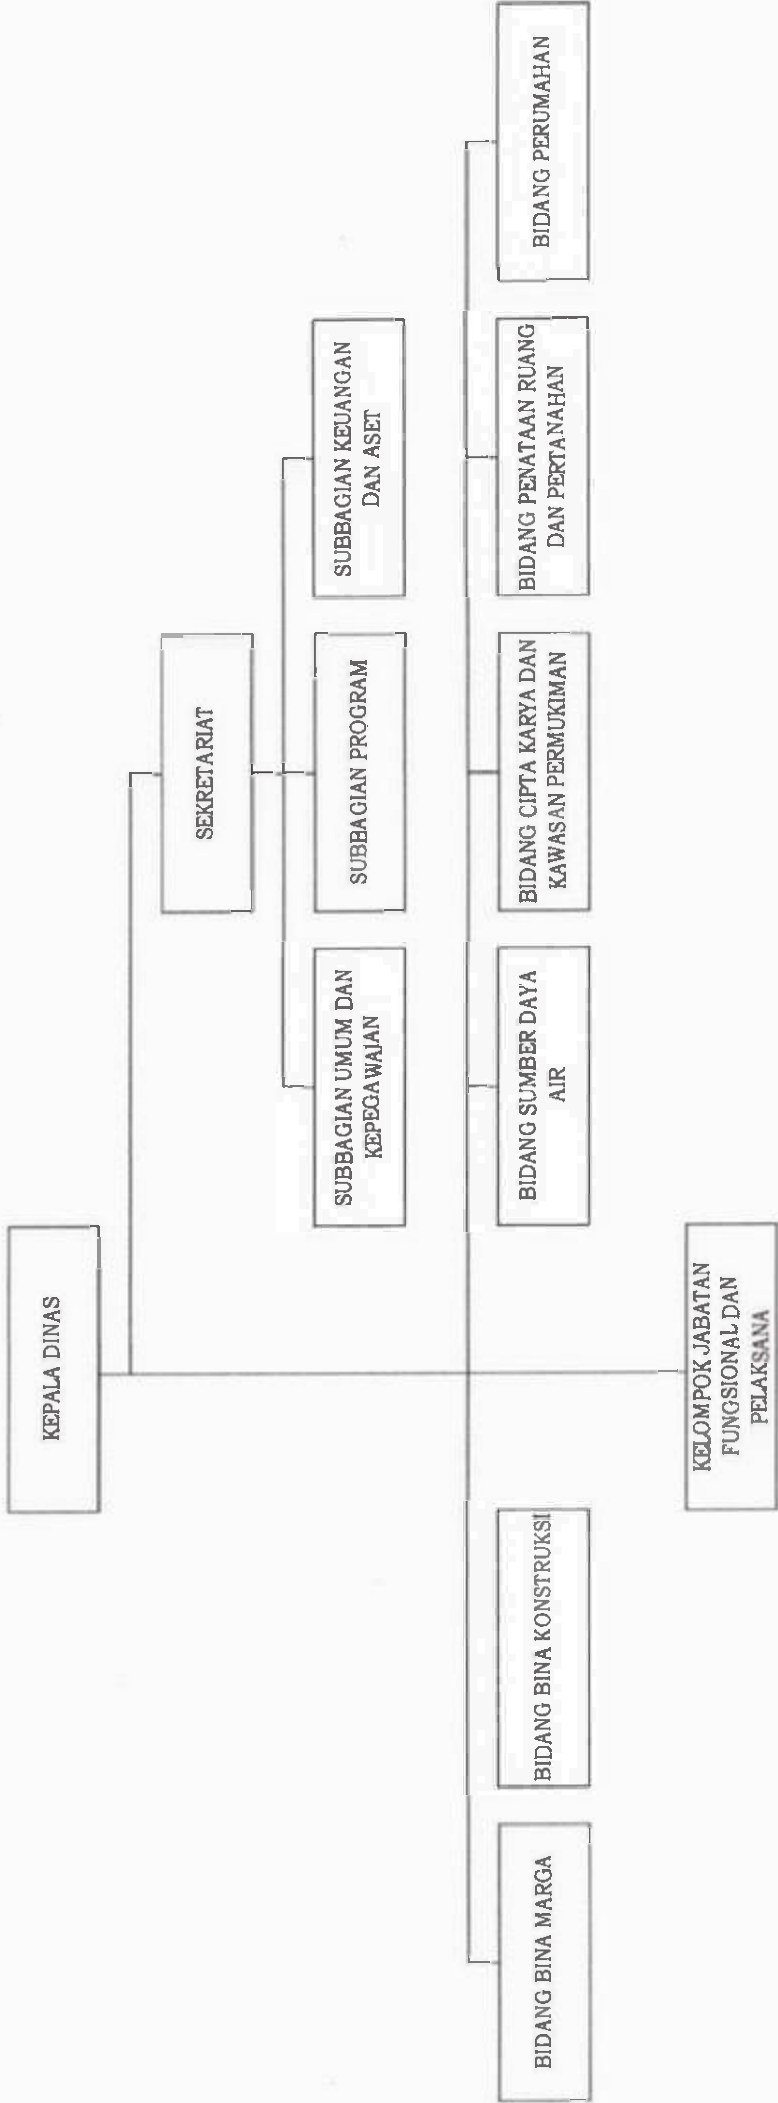 KEPALA DINAS
SEKRETARIAT
SUBBAGIAN UMUM DAN
KEPEGAWAIAN
SUBBAGIAN PROGRAM
SUBBAGIAN KEUANGAN
DAN ASET
BIDANG BINA MARGA
BIDANG BINA KONSTRUKSI
BIDANG SUMBER DAYA
AIR
BIDANG CIPTA KARYA DAN
KAWASAN PERMUKIMAN
BIDANG PENATAAN RUANG
DAN PERTANAHAN
BIDANG PERUMAHAN
KELOMPOK JABATAN
FUNGSIONAL DAN
PELAKSANA